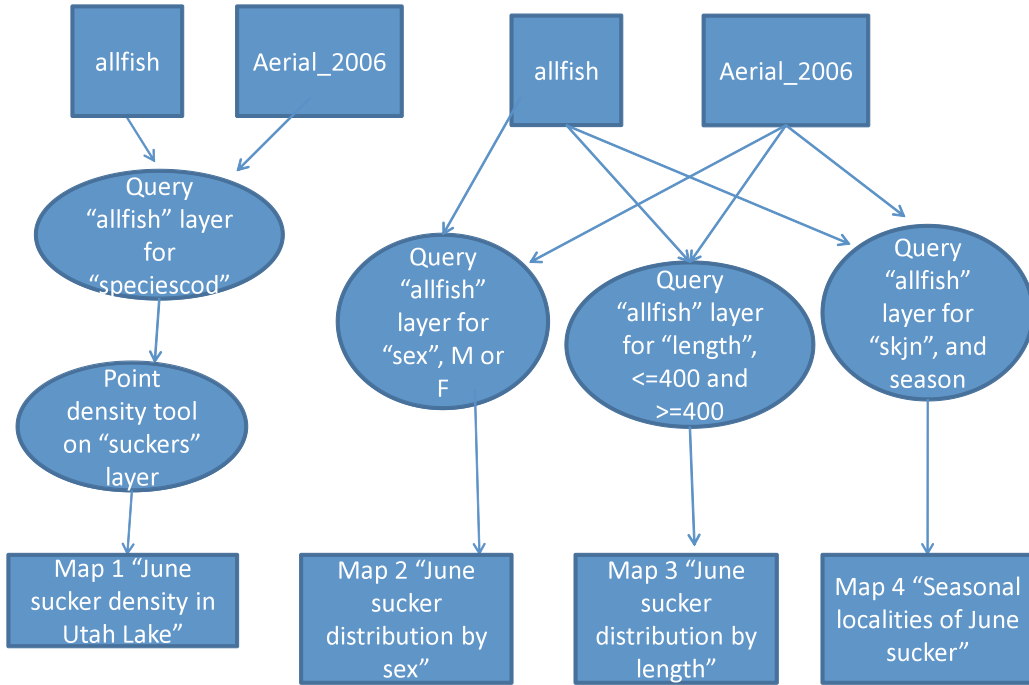 allfish
Aerial_2006
allfish
Aerial_2006
Query
“allfish” layer
for
“speciescod”
Query
“allfish”
layer for
“sex”, M or
F
Query
“allfish” layer
for “length”,
<=400 and
>=400
Query
“allfish”
layer for
“skjn”, and
season
Point
density tool
on “suckers”
layer
Map 1 “June
sucker density in
Utah Lake”
Map 2 “June
sucker
distribution by
sex”
Map 3 “June
sucker
distribution by
length”
Map 4 “Seasonal
localities of June
sucker”